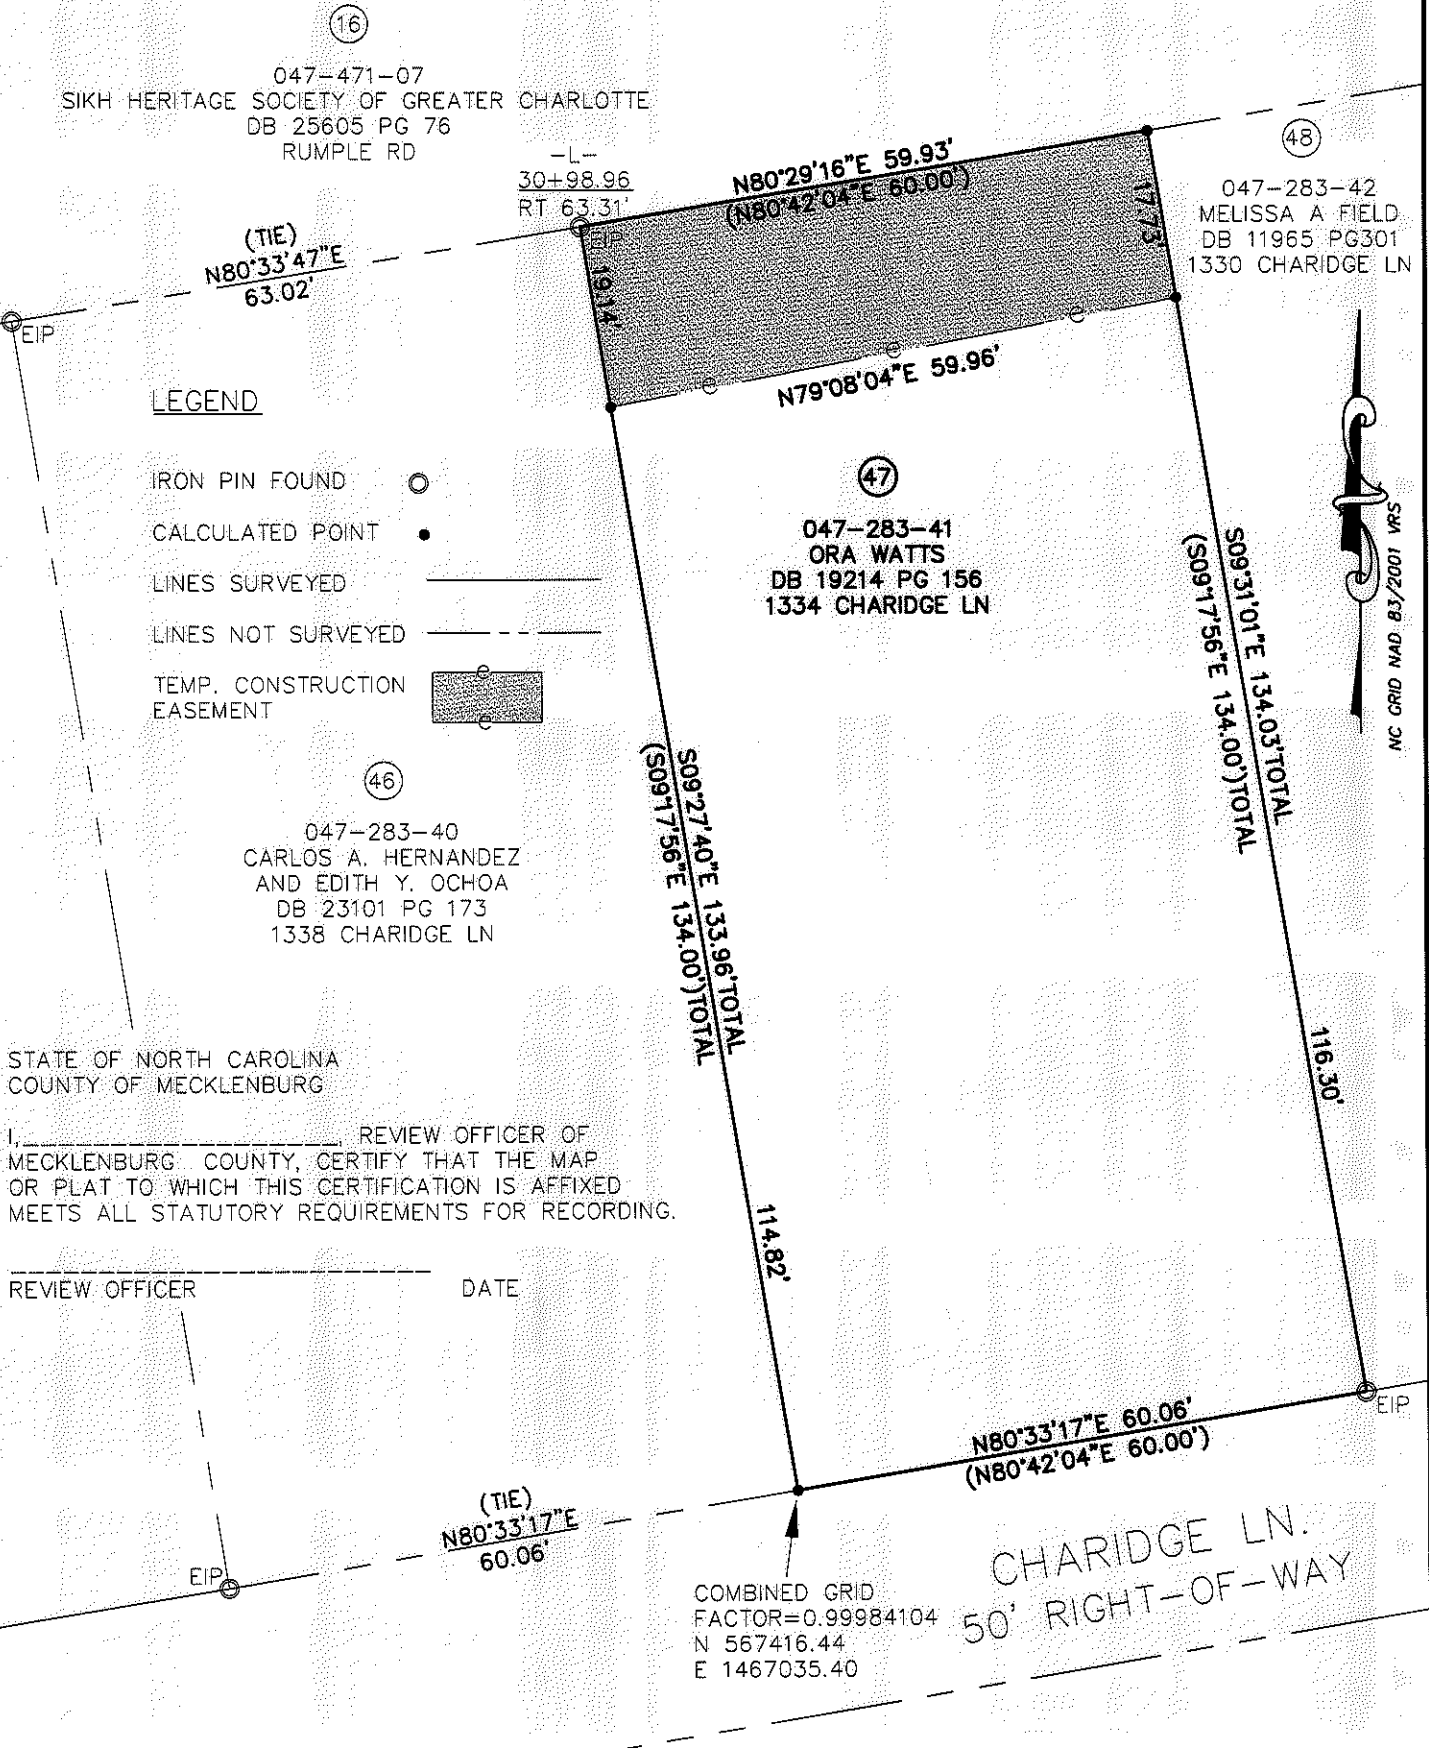 16
047-471-07
SIKH HERITAGE SOCIETY OF GREATER CHARLOTTE
DB 25605 PG 76
RUMPLE RD
-L-
30+98.96
RT 63.31'
EIP
N80°29'16"E 59.93'
(N80°42'04"E 60.00')
17.73'
19.14'
48
047-283-42
MELISSA A FIELD
DB 11965 PG301
1330 CHARIDGE LN
(TIE)
N80°33'47"E
63.02'
EIP
N79°08'04"E 59.96'
e
e
e
LEGEND
IRON PIN FOUND
CALCULATED POINT
LINES SURVEYED
LINES NOT SURVEYED
TEMP. CONSTRUCTION
EASEMENT
e
e
47
047-283-41
ORA WATTS
DB 19214 PG 156
1334 CHARIDGE LN
S09°31'01"E 134.03'TOTAL
(S09°17'56"E 134.00')TOTAL
NC GRID NAD 83/2001 VRS
46
047-283-40
CARLOS A. HERNANDEZ
AND EDITH Y. OCHOA
DB 23101 PG 173
1338 CHARIDGE LN
S09°27'40"E 133.96'TOTAL
(S09°17'56"E 134.00')TOTAL
116.30'
114.82'
STATE OF NORTH CAROLINA
COUNTY OF MECKLENBURG
I,______________________, REVIEW OFFICER OF
MECKLENBURG COUNTY, CERTIFY THAT THE MAP
OR PLAT TO WHICH THIS CERTIFICATION IS AFFIXED
MEETS ALL STATUTORY REQUIREMENTS FOR RECORDING.
REVIEW OFFICER DATE
EIP
N80°33'17"E 60.06'
(N80°42'04"E 60.00')
(TIE)
N80°33'17"E
60.06'
EIP
COMBINED GRID
FACTOR=0.99984104
N 567416.44
E 1467035.40
CHARIDGE LN.
50' RIGHT-OF-WAY